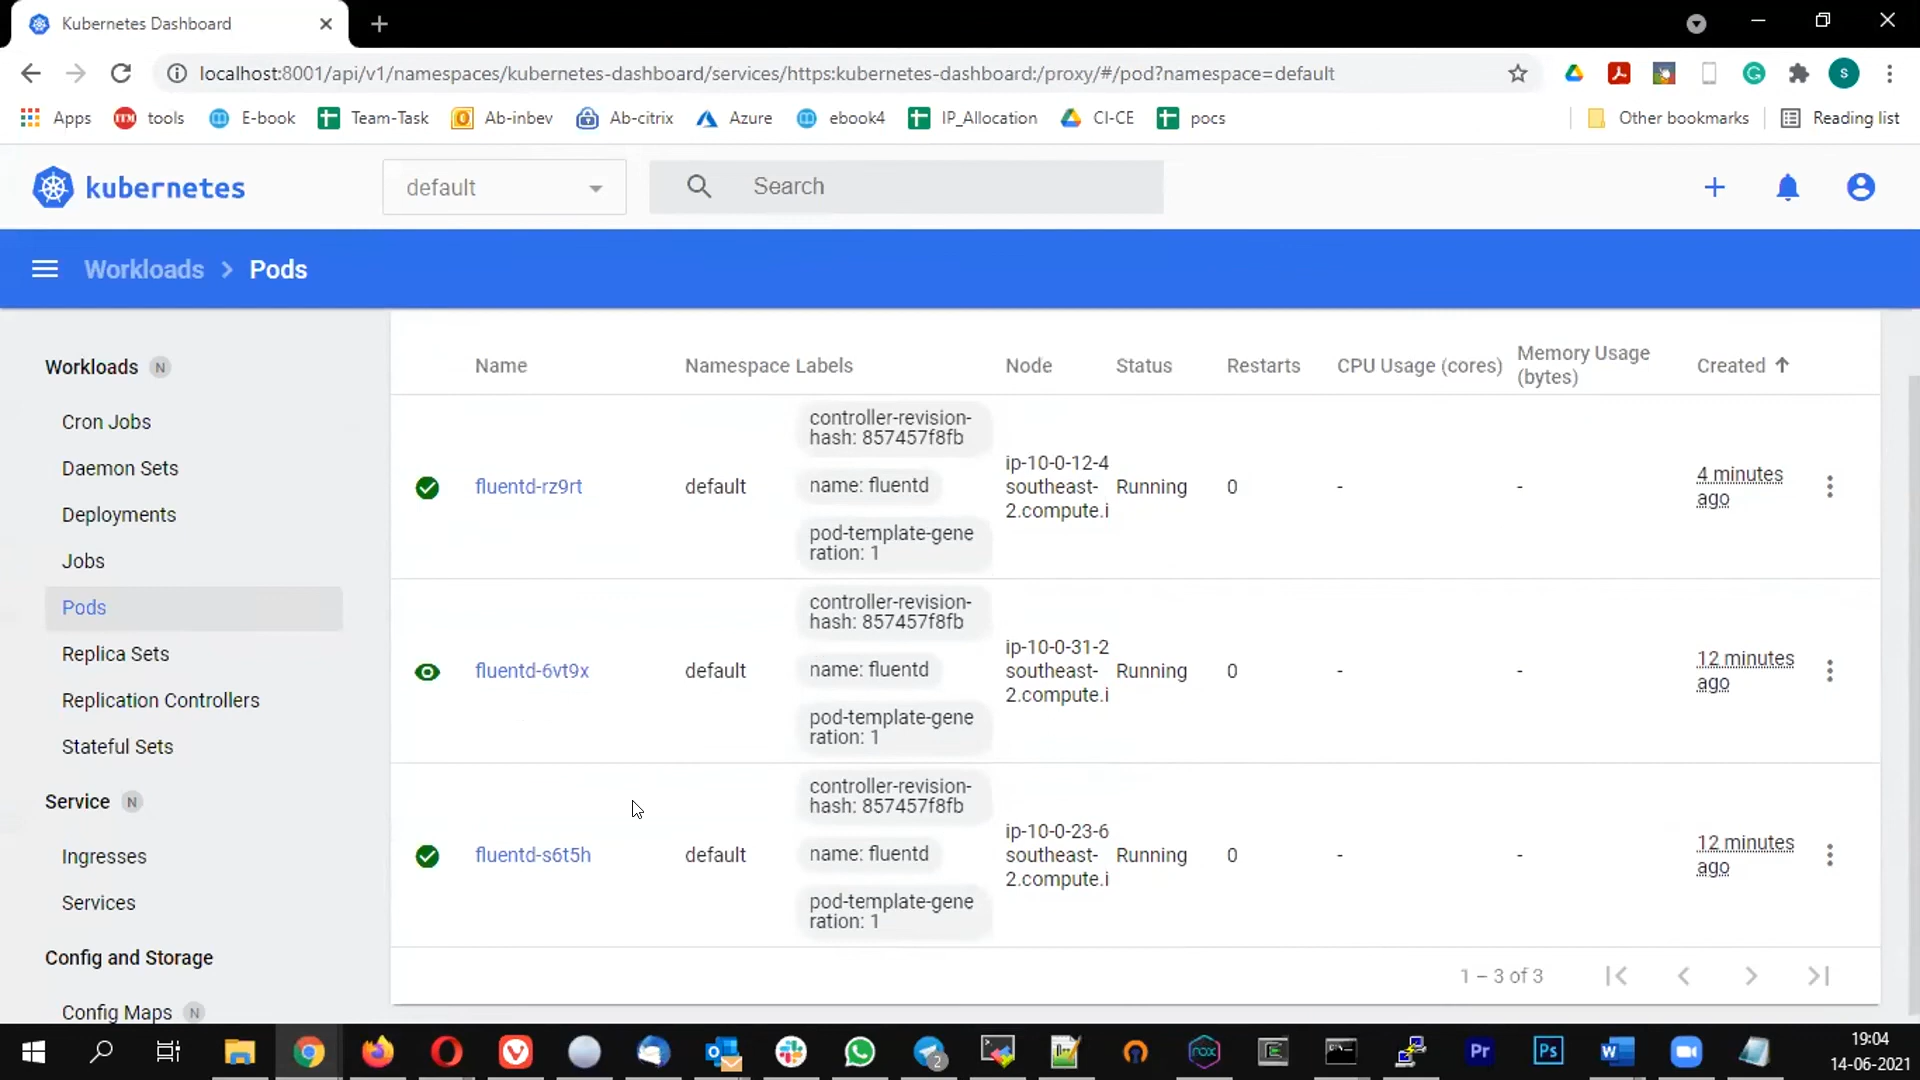 Kubernetes Dashboard
localhost:8001/api/v1/namespaces/kubernetes-dashboard/services/https:kubernetes-dashboard:/proxy/#/pod?namespace=default
S
Apps tools E-book Team-Task Ab-inbev Ab-citrix Azure ebook4 IP_Allocation CI-CE pocs Other bookmarks Reading list
kubernetes default Search
Workloads > Pods
Workloads N
Cron Jobs
Daemon Sets
Deployments
Jobs
Pods
Replica Sets
Replication Controllers
Stateful Sets
Service N
Ingresses
Services
Config and Storage
Config Maps N
Name Namespace Labels Node Status Restarts CPU Usage (cores) Memory Usage (bytes) Created
fluentd-rz9rt default
controller-revision-
hash: 857457f8fb
name: fluentd
pod-template-gene
ration: 1
ip-10-0-12-4
southeast-
2.compute.i
Running 0 - -
4 minutes
ago
fluentd-6vt9x default
controller-revision-
hash: 857457f8fb
name: fluentd
pod-template-gene
ration: 1
ip-10-0-31-2
southeast-
2.compute.i
Running 0 - -
12 minutes
ago
fluentd-s6t5h default
controller-revision-
hash: 857457f8fb
name: fluentd
pod-template-gene
ration: 1
ip-10-0-23-6
southeast-
2.compute.i
Running 0 - -
12 minutes
ago
1 – 3 of 3
2
nox
Pr
Ps
W
19:04
14-06-2021